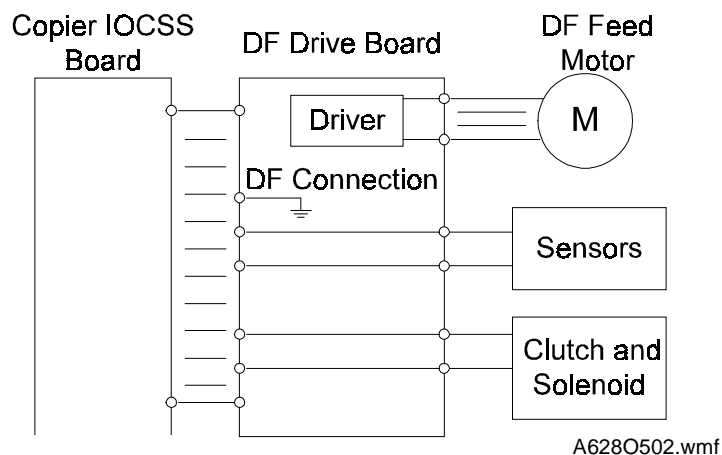 Copier IOCSS
Board
DF Drive Board
DF Feed
Motor
Driver
M
DF Connection
Sensors
Clutch and
Solenoid
A628O502.wmf